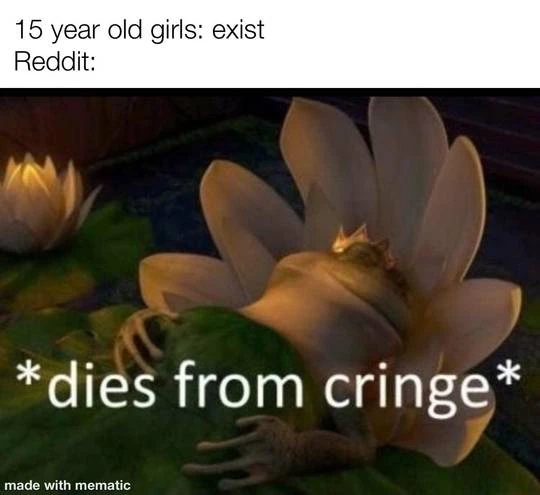 15 year old girls: exist
Reddit:
*dies from cringe*
made with mematic